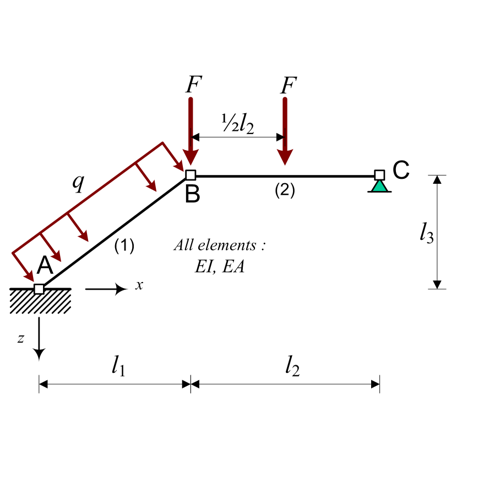 F
F
½l₂
q
B
C
(2)
A
(1)
All elements :
EI, EA
l₃
x
z
l₁
l₂